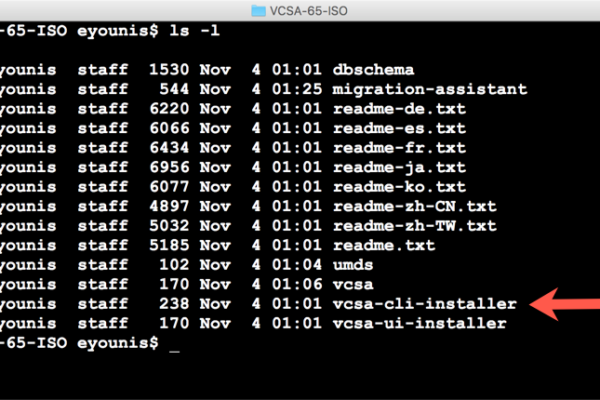 VCSA-65-ISO
-65-ISO eyounis$ ls -l
younis staff 1530 Nov 4 01:01 dbschema
younis staff 544 Nov 4 01:25 migration-assistant
younis staff 6220 Nov 4 01:01 readme-de.txt
younis staff 6066 Nov 4 01:01 readme-es.txt
younis staff 6434 Nov 4 01:01 readme-fr.txt
younis staff 6956 Nov 4 01:01 readme-ja.txt
younis staff 6077 Nov 4 01:01 readme-ko.txt
younis staff 4897 Nov 4 01:01 readme-zh-CN.txt
younis staff 5032 Nov 4 01:01 readme-zh-TW.txt
younis staff 5185 Nov 4 01:01 readme.txt
younis staff 102 Nov 4 01:04 umds
younis staff 170 Nov 4 01:06 vcsa
younis staff 238 Nov 4 01:01 vcsa-cli-installer
younis staff 170 Nov 4 01:01 vcsa-ui-installer
-65-ISO eyounis$ _